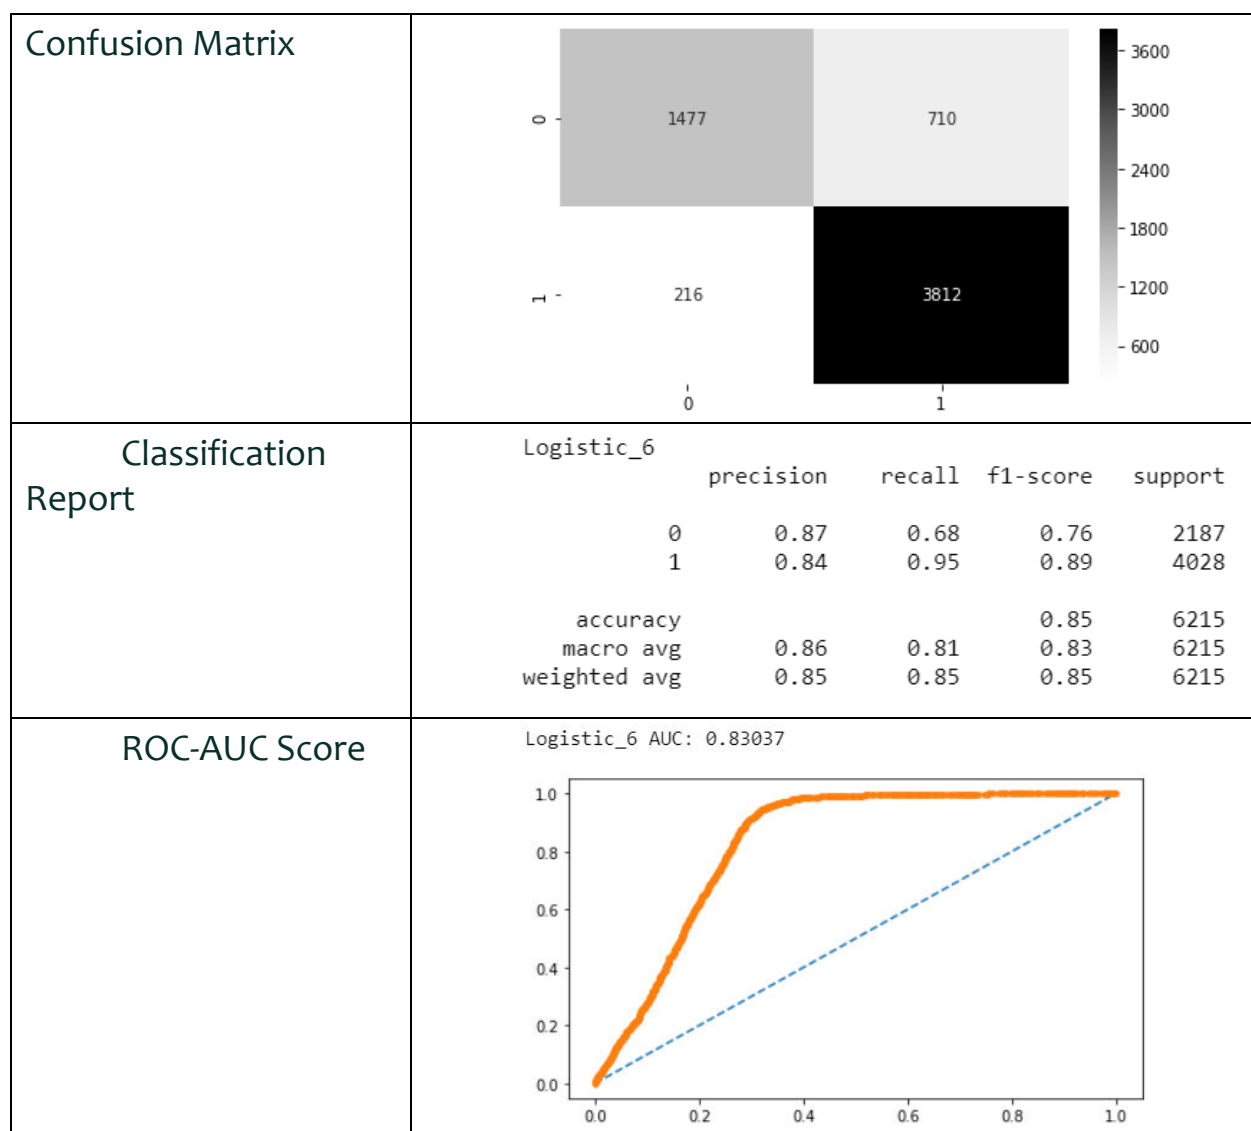 Confusion Matrix
3600
3000
2400
1800
1200
600
0
1477
710
1
216
3812
0 1
Classification
Report
Logistic_6
precision recall f1-score support
0 0.87 0.68 0.76 2187
1 0.84 0.95 0.89 4028
accuracy 0.85 6215
macro avg 0.86 0.81 0.83 6215
weighted avg 0.85 0.85 0.85 6215
ROC-AUC Score
Logistic_6 AUC: 0.83037
1.0
0.8
0.6
0.4
0.2
0.0
0.0 0.2 0.4 0.6 0.8 1.0